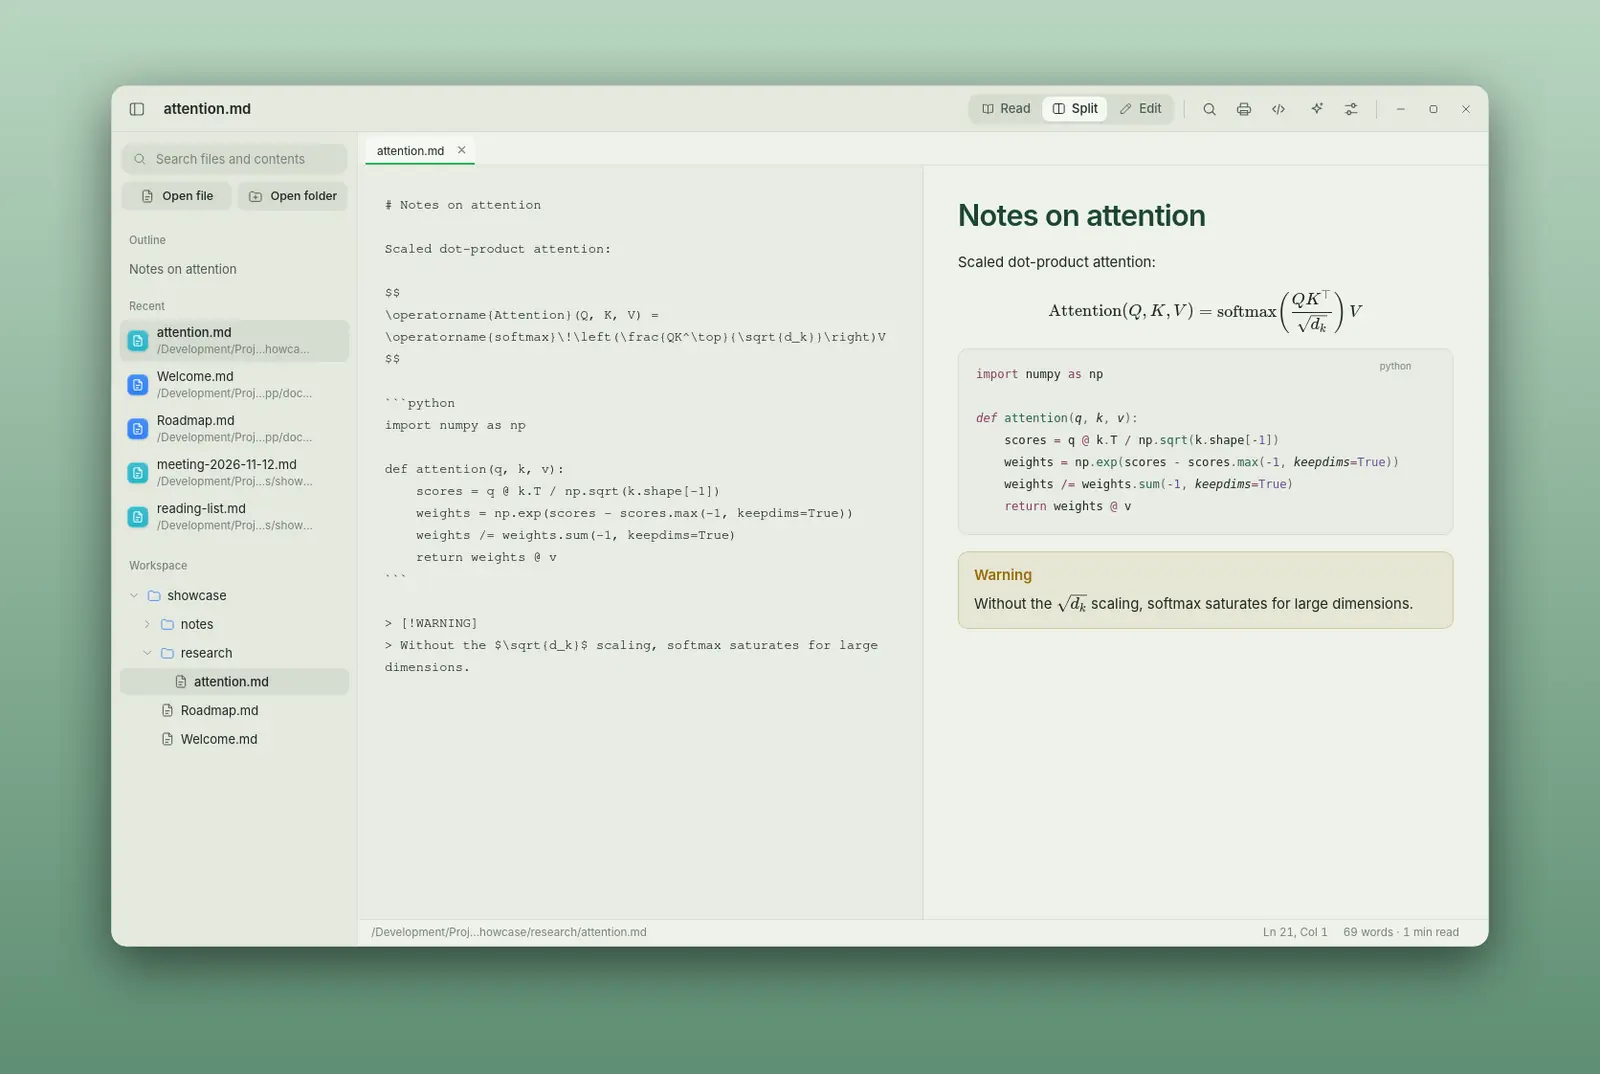 attention.md
Read Split Edit
Search files and contents
Open file Open folder
Outline
Notes on attention
Recent
attention.md
/Development/Proj...howca...
Welcome.md
/Development/Proj...pp/doc...
Roadmap.md
/Development/Proj...pp/doc...
meeting-2026-11-12.md
/Development/Proj...s/show...
reading-list.md
/Development/Proj...s/show...
Workspace
showcase
notes
research
attention.md
Roadmap.md
Welcome.md
attention.md
# Notes on attention
Scaled dot-product attention:
$$
\operatorname{Attention}(Q, K, V) =
\operatorname{softmax}\!\left(\frac{QK^\top}{\sqrt{d_k}}\right)V
$$
```python
import numpy as np
def attention(q, k, v):
    scores = q @ k.T / np.sqrt(k.shape[-1])
    weights = np.exp(scores - scores.max(-1, keepdims=True))
    weights /= weights.sum(-1, keepdims=True)
    return weights @ v
```
> [!WARNING]
> Without the $\sqrt{d_k}$ scaling, softmax saturates for large
dimensions.
Notes on attention
Scaled dot-product attention:
Attention(Q, K, V) = softmax(QK⊤/√dk) V
python
import numpy as np
def attention(q, k, v):
    scores = q @ k.T / np.sqrt(k.shape[-1])
    weights = np.exp(scores - scores.max(-1, keepdims=True))
    weights /= weights.sum(-1, keepdims=True)
    return weights @ v
Warning
Without the √dk scaling, softmax saturates for large dimensions.
/Development/Proj...howcase/research/attention.md
Ln 21, Col 1 69 words · 1 min read